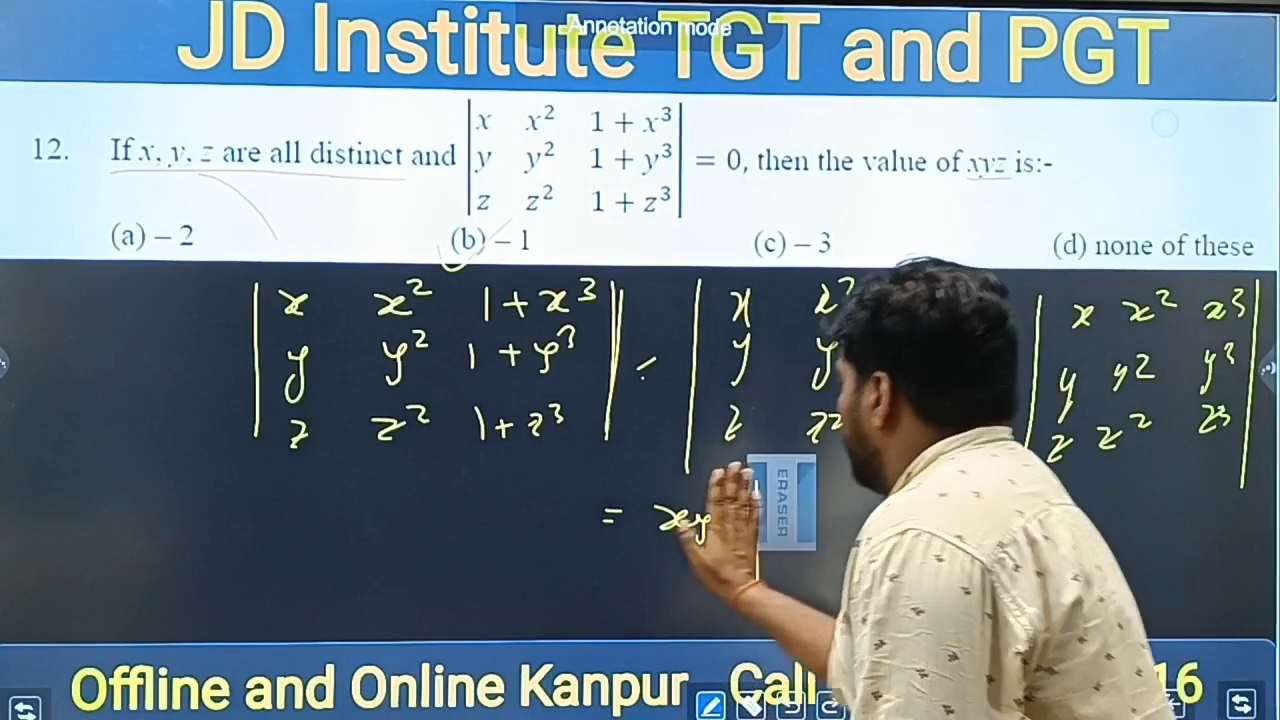 JD Institute TGT and PGT
Annotation mode
12. If x, y, z are all distinct and | x x² 1 + x³ | = 0, then the value of xyz is:-
| y y² 1 + y³ |
| z z² 1 + z³ |
(a) – 2 (b) – 1 (c) – 3 (d) none of these
| x x² 1 + x³ | | x x² | x x² x³ |
| y y² 1 + y³ | = | y y | y y² y³ |
| z z² 1 + z³ | | z z² | z z² z³ |
ERASER
= xy
Offline and Online Kanpur Call 16